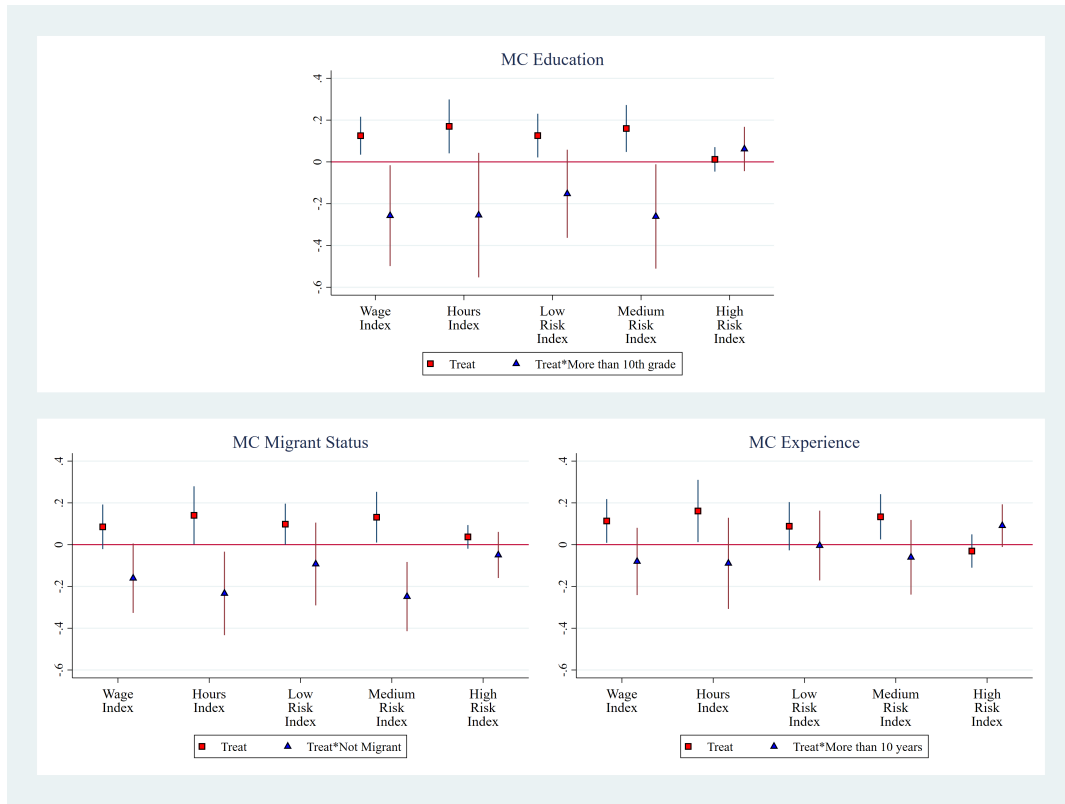 MC Education
.4
.2
0
-.2
-.4
-.6
Wage Index
Hours Index
Low Risk Index
Medium Risk Index
High Risk Index
Treat
Treat*More than 10th grade
MC Migrant Status
.4
.2
0
-.2
-.4
-.6
Wage Index
Hours Index
Low Risk Index
Medium Risk Index
High Risk Index
Treat
Treat*Not Migrant
MC Experience
.4
.2
0
-.2
-.4
-.6
Wage Index
Hours Index
Low Risk Index
Medium Risk Index
High Risk Index
Treat
Treat*More than 10 years